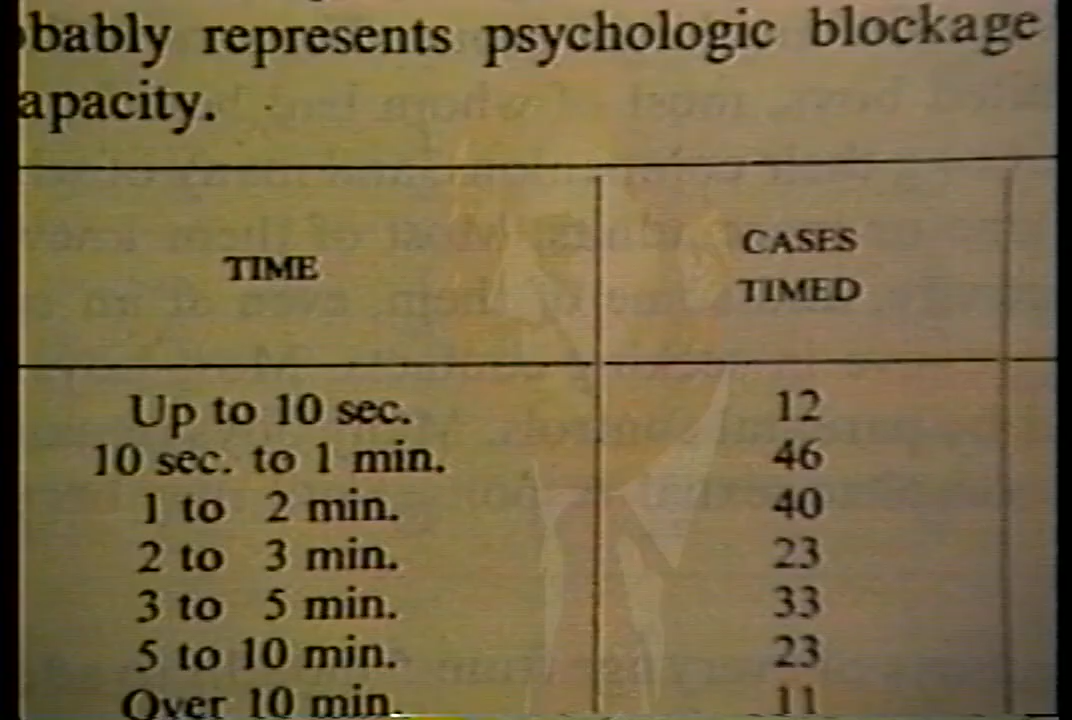 bably represents psychologic blockage
apacity.
TIME
CASES
TIMED
Up to 10 sec. 12
10 sec. to 1 min. 46
1 to 2 min. 40
2 to 3 min. 23
3 to 5 min. 33
5 to 10 min. 23
Over 10 min. 11